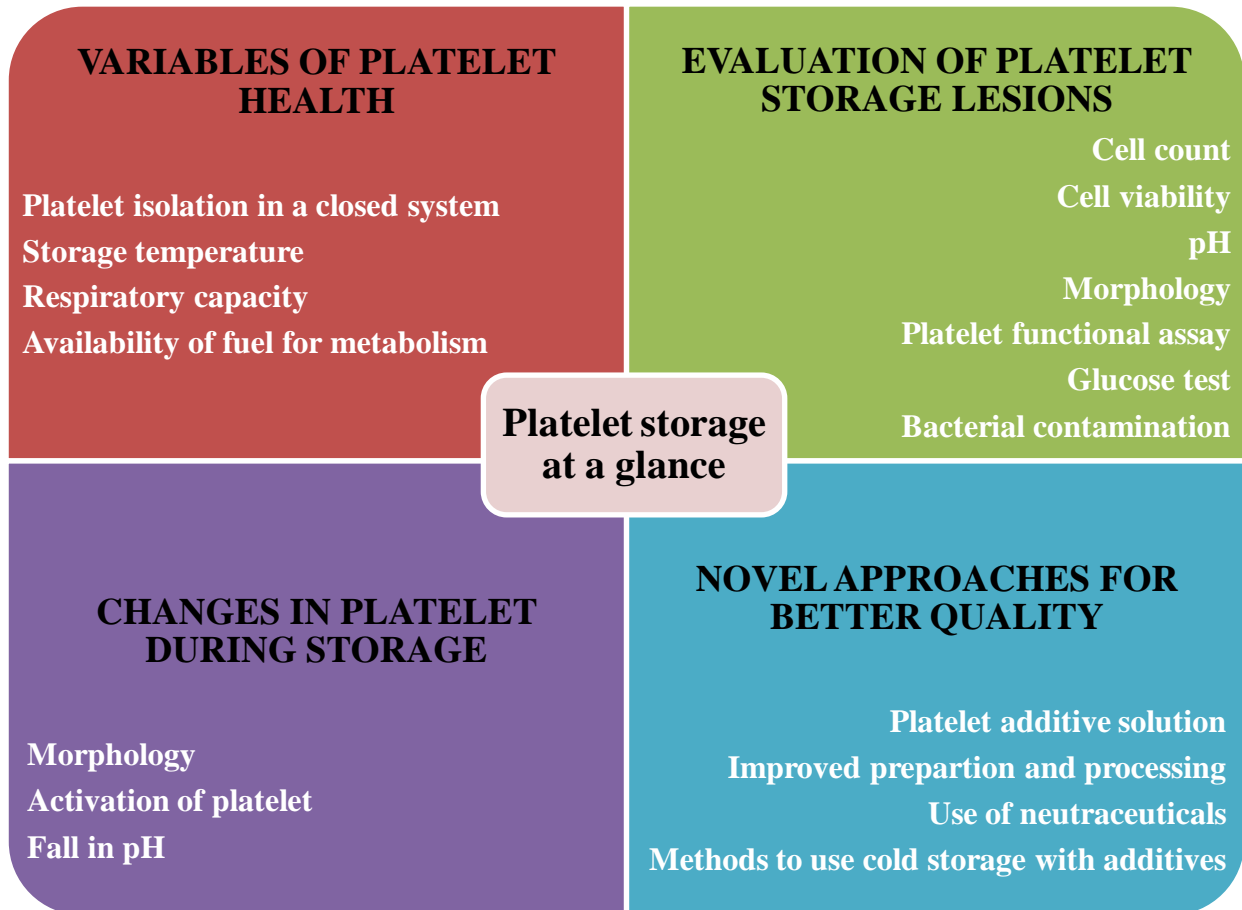 VARIABLES OF PLATELET
HEALTH
Platelet isolation in a closed system
Storage temperature
Respiratory capacity
Availability of fuel for metabolism
EVALUATION OF PLATELET
STORAGE LESIONS
Cell count
Cell viability
pH
Morphology
Platelet functional assay
Glucose test
Bacterial contamination
Platelet storage
at a glance
CHANGES IN PLATELET
DURING STORAGE
Morphology
Activation of platelet
Fall in pH
NOVEL APPROACHES FOR
BETTER QUALITY
Platelet additive solution
Improved prepartion and processing
Use of neutraceuticals
Methods to use cold storage with additives